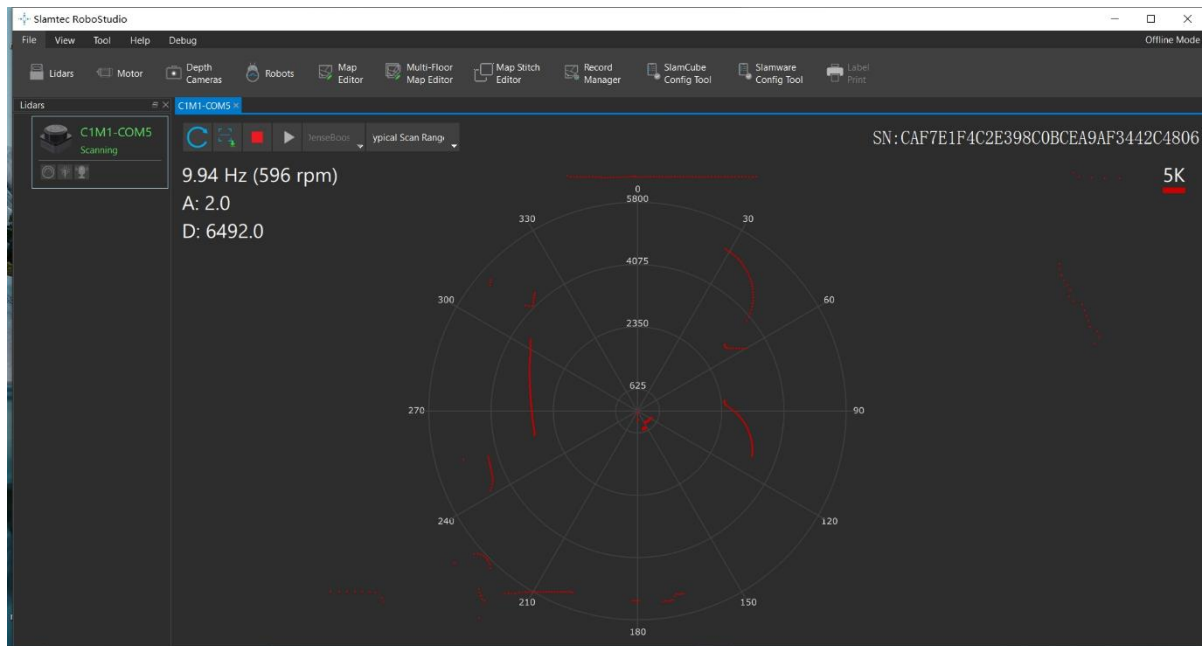 Slamtec RoboStudio
File View Tool Help Debug Offline Mode
Lidars Motor Depth Cameras Robots Map Editor Multi-Floor Map Editor Map Stitch Editor Record Manager SlamCube Config Tool Slamware Config Tool Label Print
Lidars C1M1-COM5
C1M1-COM5
Scanning
ypical Scan Range
SN:CAF7E1F4C2E398C0BCEA9AF3442C4806
9.94 Hz (596 rpm)
A: 2.0
D: 6492.0
5K
0
5800
330 30
4075
300 60
2350
625
270 90
240 120
210 150
180